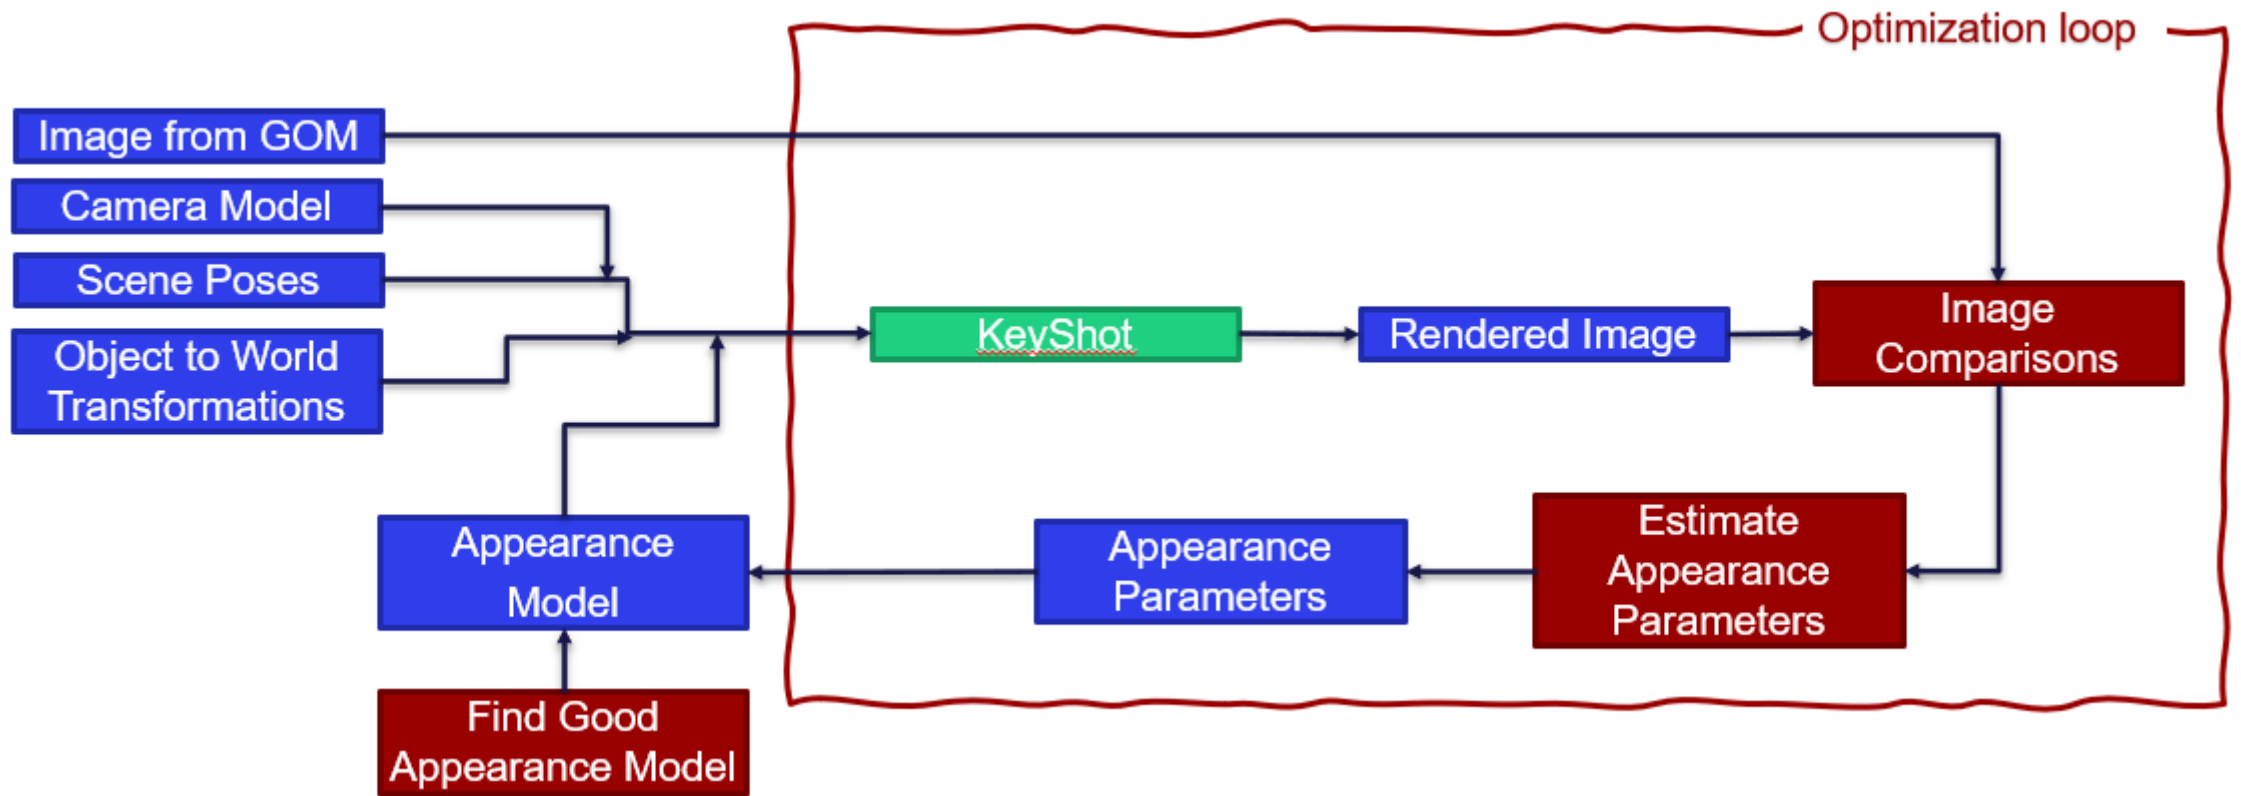 Optimization loop
Image from GOM
Camera Model
Scene Poses
Object to World
Transformations
KeyShot
Rendered Image
Image
Comparisons
Appearance
Model
Appearance
Parameters
Estimate
Appearance
Parameters
Find Good
Appearance Model